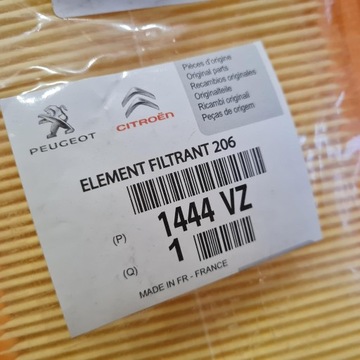 Pièces d'origine
Original parts
Recambios originales
Originalteile
Ricambi originali
Peças de origem
PEUGEOT
CITROËN
ELEMENT FILTRANT 206
(P) 1444 VZ
(Q) 1
MADE IN FR - FRANCE